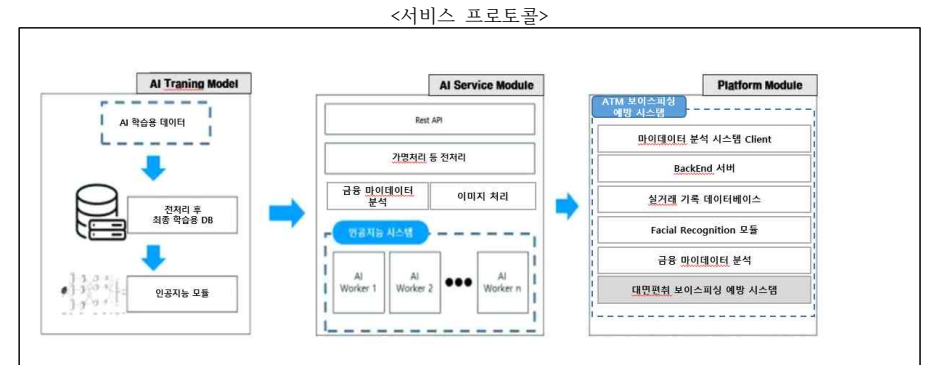 <서비스 프로토콜>
AI Traning Model
AI 학습용 데이터
전처리 후
최종 학습용 DB
인공지능 모듈
AI Service Module
Rest API
가명처리 등 전처리
금융 마이데이터
분석
이미지 처리
인공지능 시스템
AI
Worker 1
AI
Worker 2
AI
Worker n
Platform Module
ATM 보이스피싱
예방 시스템
마이데이터 분석 시스템 Client
BackEnd 서버
실거래 기록 데이터베이스
Facial Recognition 모듈
금융 마이데이터 분석
대면편취 보이스피싱 예방 시스템